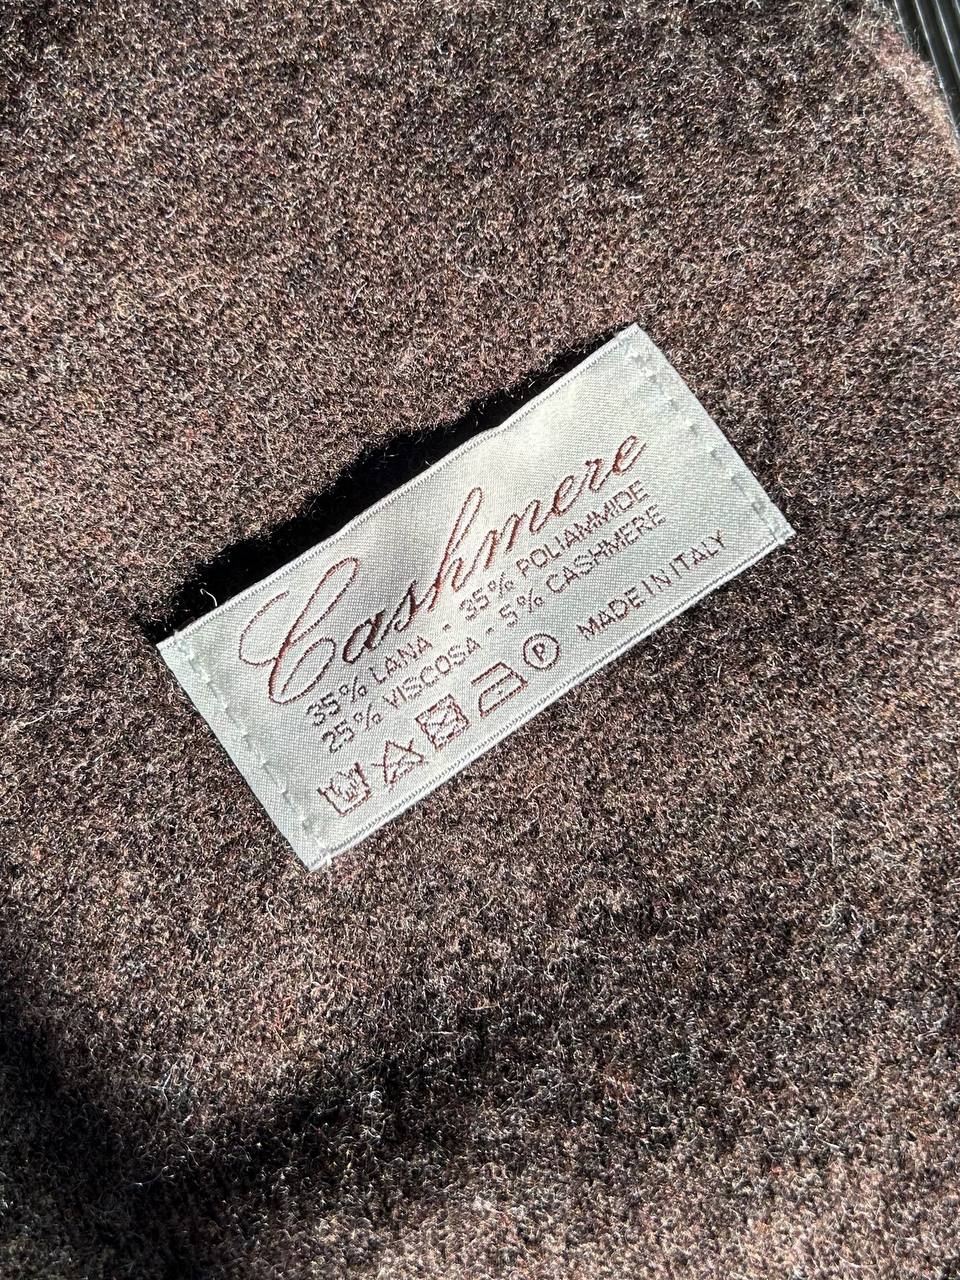 Cashmere
35% LANA - 35% POLIAMMIDE
25% VISCOSA - 5% CASHMERE
P MADE IN ITALY